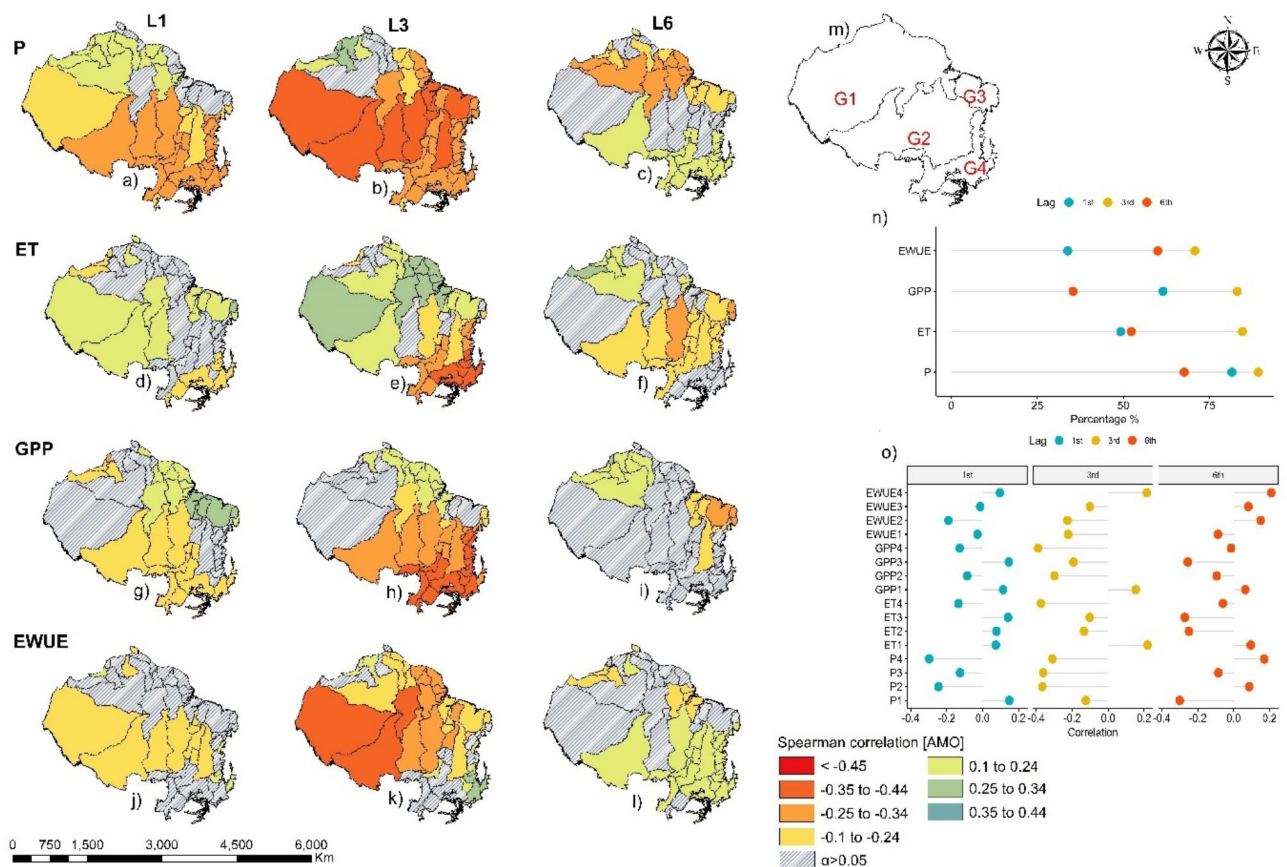 L1
L3
L6
P
a)
b)
c)
m)
G1
G2
G3
G4
N
W
E
S
ET
d)
e)
f)
n)
Lag 1st 3rd 6th
EWUE
GPP
ET
P
0
25
50
75
Percentage %
GPP
g)
h)
i)
o)
Lag 1st 3rd 6th
1st
3rd
6th
EWUE4
EWUE3
EWUE2
EWUE1
GPP4
GPP3
GPP2
GPP1
ET4
ET3
ET2
ET1
P4
P3
P2
P1
-0.4 -0.2 0.0 0.2
-0.4 -0.2 0.0 0.2
-0.4 -0.2 0.0 0.2
Correlation
EWUE
j)
k)
l)
Spearman correlation [AMO]
< -0.45
-0.35 to -0.44
-0.25 to -0.34
-0.1 to -0.24
α>0.05
0.1 to 0.24
0.25 to 0.34
0.35 to 0.44
0 750 1,500 3,000 4,500 6,000
Km